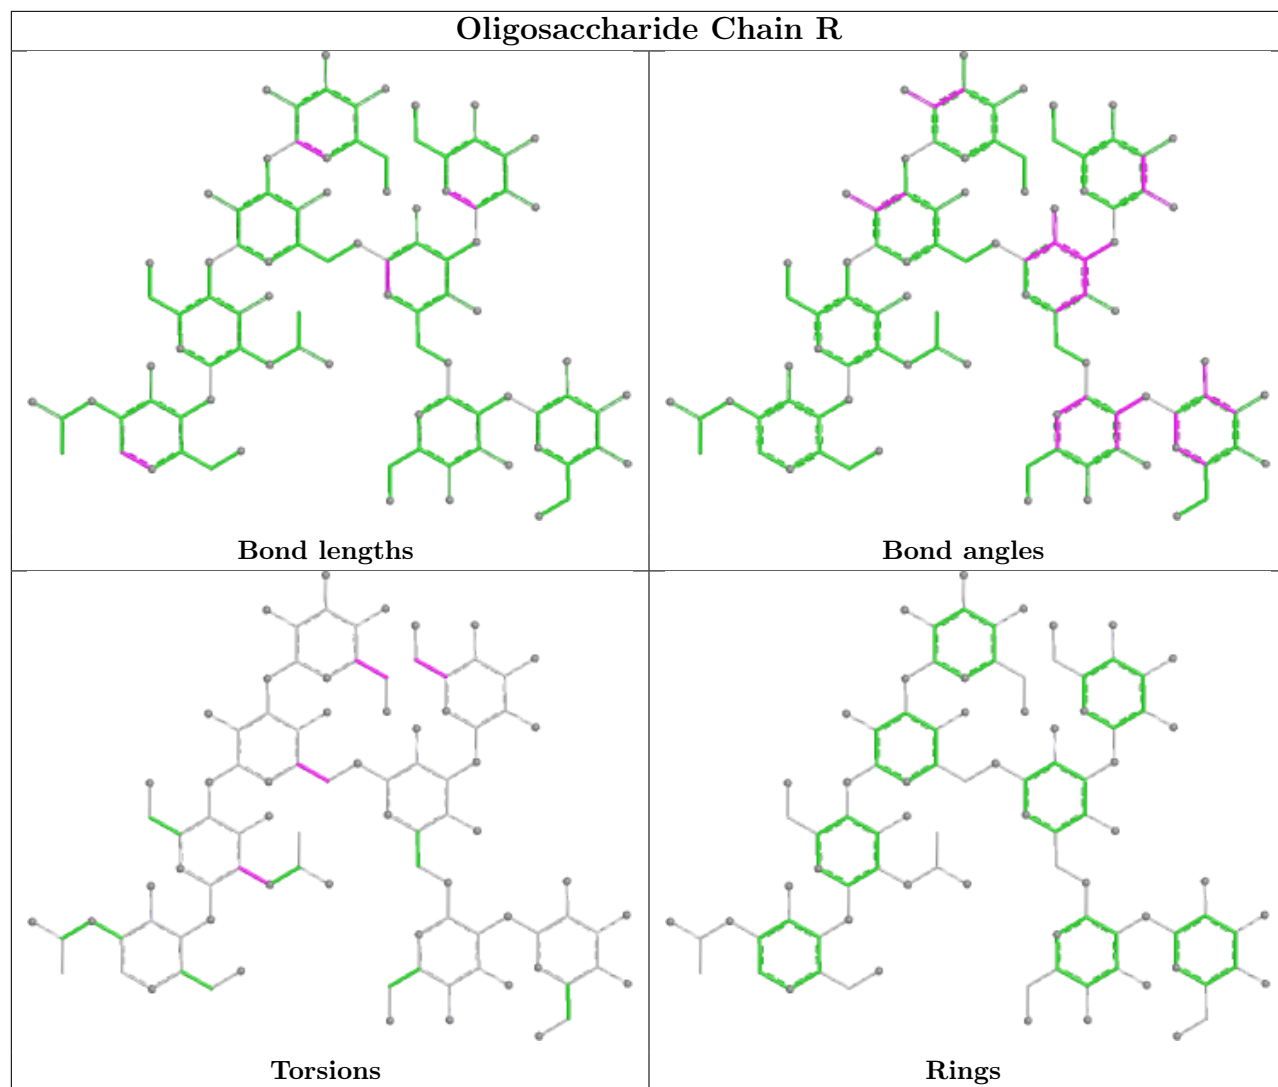 Oligosaccharide Chain R
Bond lengths
Bond angles
Torsions
Rings